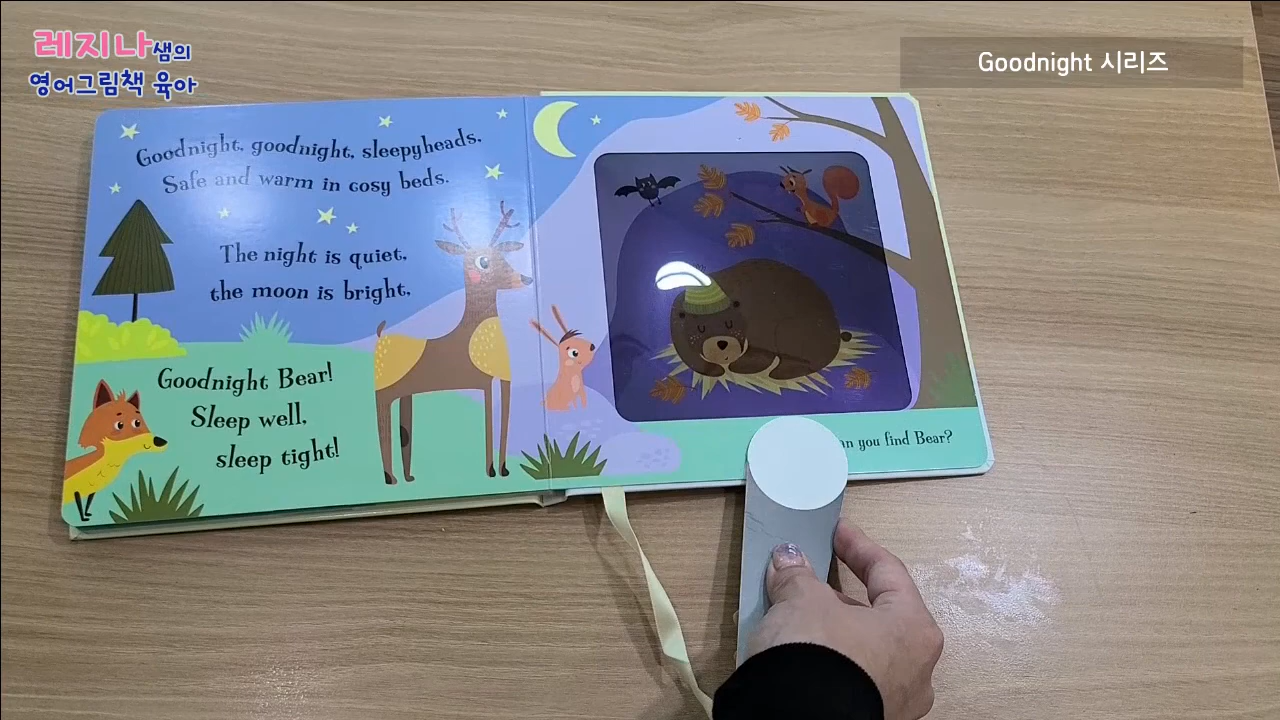 레지나샘의
영어그림책 육아
Goodnight 시리즈
Goodnight, goodnight, sleepyheads.
Safe and warm in cosy beds.
The night is quiet,
the moon is bright,
Goodnight Bear!
Sleep well,
sleep tight!
you find Bear?